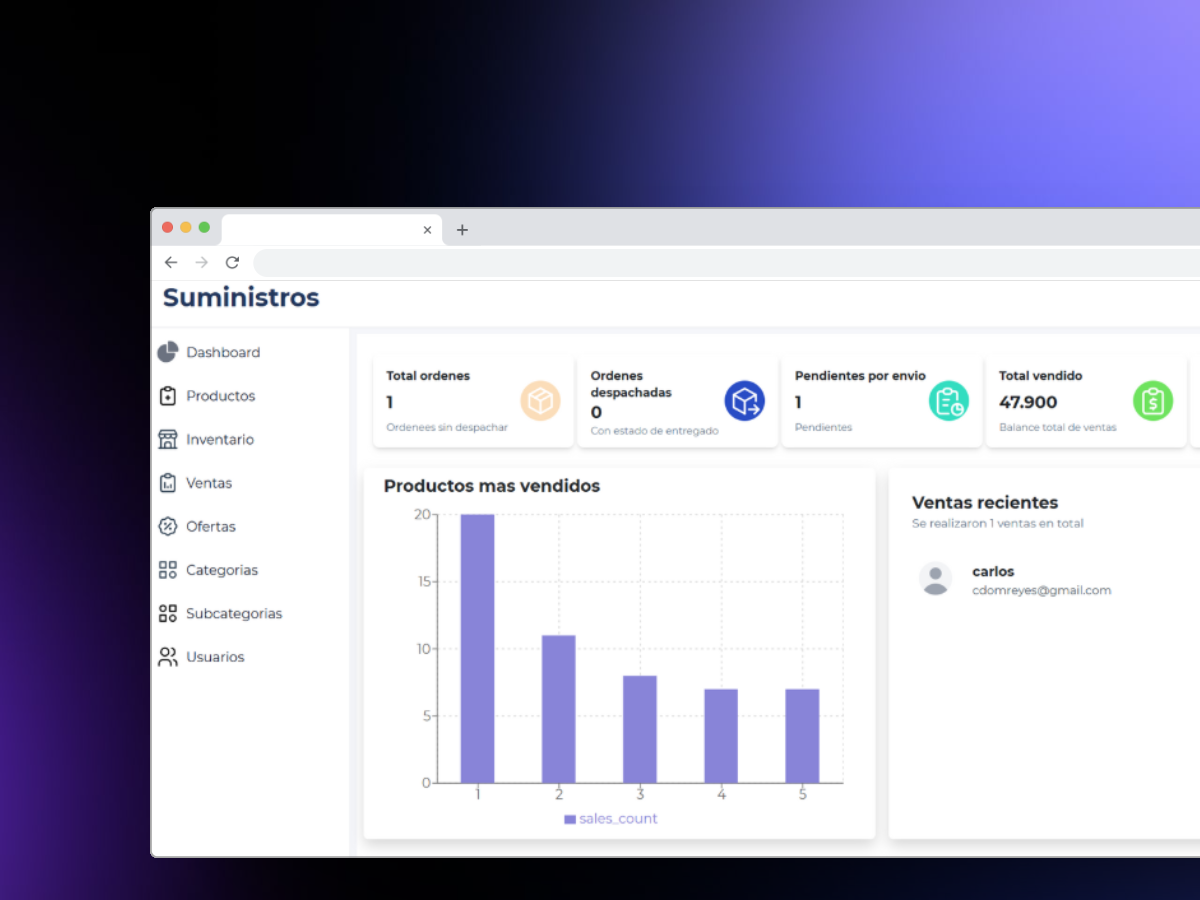 Suministros
Dashboard
Productos
Inventario
Ventas
Ofertas
Categorias
Subcategorias
Usuarios
Total ordenes
1
Ordenees sin despachar
Ordenes
despachadas
0
Con estado de entregado
Pendientes por envio
1
Pendientes
Total vendido
47.900
Balance total de ventas
Productos mas vendidos
20
15
10
5
0
1 2 3 4 5
sales_count
Ventas recientes
Se realizaron 1 ventas en total
carlos
cdomreyes@gmail.com